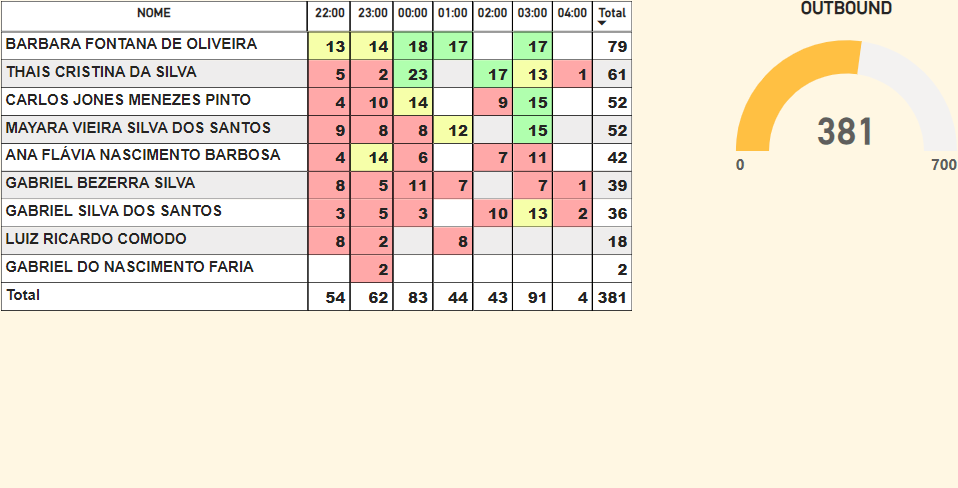 NOME 22:00 23:00 00:00 01:00 02:00 03:00 04:00 Total
BARBARA FONTANA DE OLIVEIRA 13 14 18 17 17 79
THAIS CRISTINA DA SILVA 5 2 23 17 13 1 61
CARLOS JONES MENEZES PINTO 4 10 14 9 15 52
MAYARA VIEIRA SILVA DOS SANTOS 9 8 8 12 15 52
ANA FLÁVIA NASCIMENTO BARBOSA 4 14 6 7 11 42
GABRIEL BEZERRA SILVA 8 5 11 7 7 1 39
GABRIEL SILVA DOS SANTOS 3 5 3 10 13 2 36
LUIZ RICARDO COMODO 8 2 8 18
GABRIEL DO NASCIMENTO FARIA 2 2
Total 54 62 83 44 43 91 4 381
OUTBOUND
381
0 700